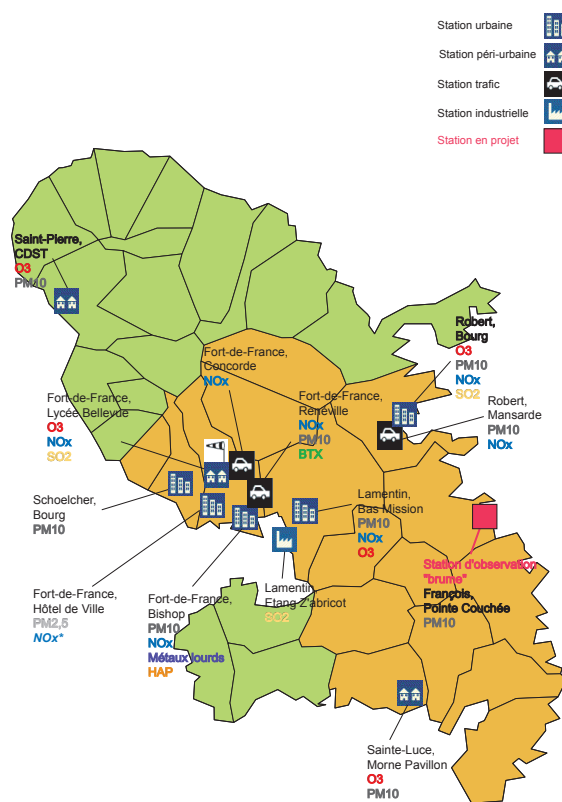 Station urbaine
Station péri-urbaine
Station trafic
Station industrielle
Station en projet
Saint-Pierre,
CDST
O3
PM10
Fort-de-France,
Concorde
NOx
Robert,
Bourg
O3
PM10
NOx
SO2
Fort-de-France,
Lycée Bellevue
O3
NOx
SO2
Fort-de-France,
Renéville
NOx
PM10
BTX
Robert,
Mansarde
PM10
NOx
Schoelcher,
Bourg
PM10
Lamentin,
Bas Mission
PM10
NOx
O3
Station d'observation
"brume"
François,
Pointe Couchée
PM10
Fort-de-France,
Hôtel de Ville
PM2,5
NOx*
Fort-de-France,
Bishop
PM10
NOx
Métaux lourds
HAP
Lamentin,
Etang Z'abricot
SO2
Sainte-Luce,
Morne Pavillon
O3
PM10